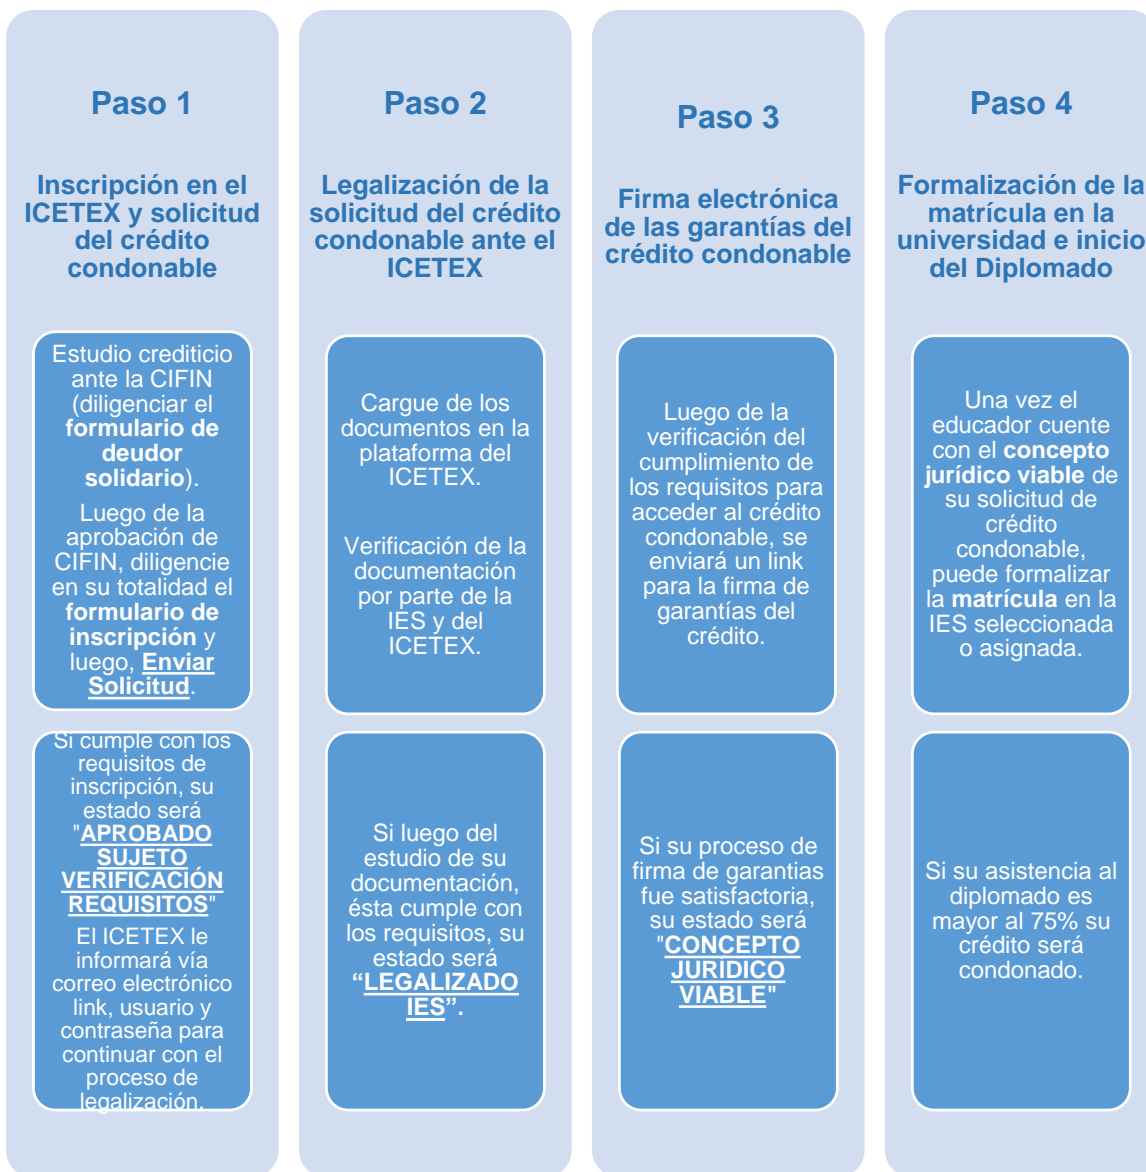 Paso 1
Inscripción en el
ICETEX y solicitud
del crédito
condonable
Estudio crediticio
ante la CIFIN
(diligenciar el
formulario de
deudor
solidario).
Luego de la
aprobación de
CIFIN, diligencie
en su totalidad el
formulario de
inscripción y
luego, Enviar
Solicitud.
Si cumple con los
requisitos de
inscripción, su
estado será
"APROBADO
SUJETO
VERIFICACIÓN
REQUISITOS"
El ICETEX le
informará vía
correo electrónico
link, usuario y
contraseña para
continuar con el
proceso de
legalización.
Paso 2
Legalización de la
solicitud del crédito
condonable ante el
ICETEX
Cargue de los
documentos en la
plataforma del
ICETEX.
Verificación de la
documentación
por parte de la
IES y del
ICETEX.
Si luego del
estudio de su
documentación,
ésta cumple con
los requisitos, su
estado será
“LEGALIZADO
IES”.
Paso 3
Firma electrónica
de las garantías del
crédito condonable
Luego de la
verificación del
cumplimiento de
los requisitos para
acceder al crédito
condonable, se
enviará un link
para la firma de
garantías del
crédito.
Si su proceso de
firma de garantias
fue satisfactoria,
su estado será
"CONCEPTO
JURÍDICO
VIABLE"
Paso 4
Formalización de la
matrícula en la
universidad e inicio
del Diplomado
Una vez el
educador cuente
con el concepto
jurídico viable de
su solicitud de
crédito
condonable,
puede formalizar
la matrícula en la
IES seleccionada
o asignada.
Si su asistencia al
diplomado es
mayor al 75% su
crédito será
condonado.